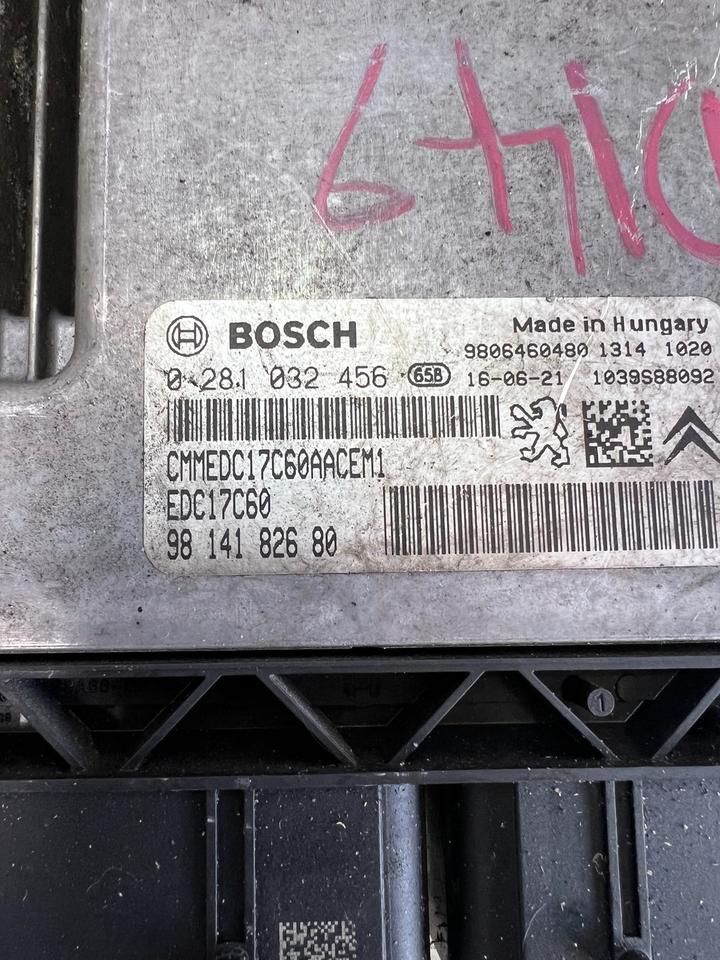 BOSCH
Made in Hungary
9806460480 1314 1020
0 281 032 456 65B 16-06-21 1039S88092
CMMEDC17C60AACEM1
EDC17C60
98 141 826 80
1